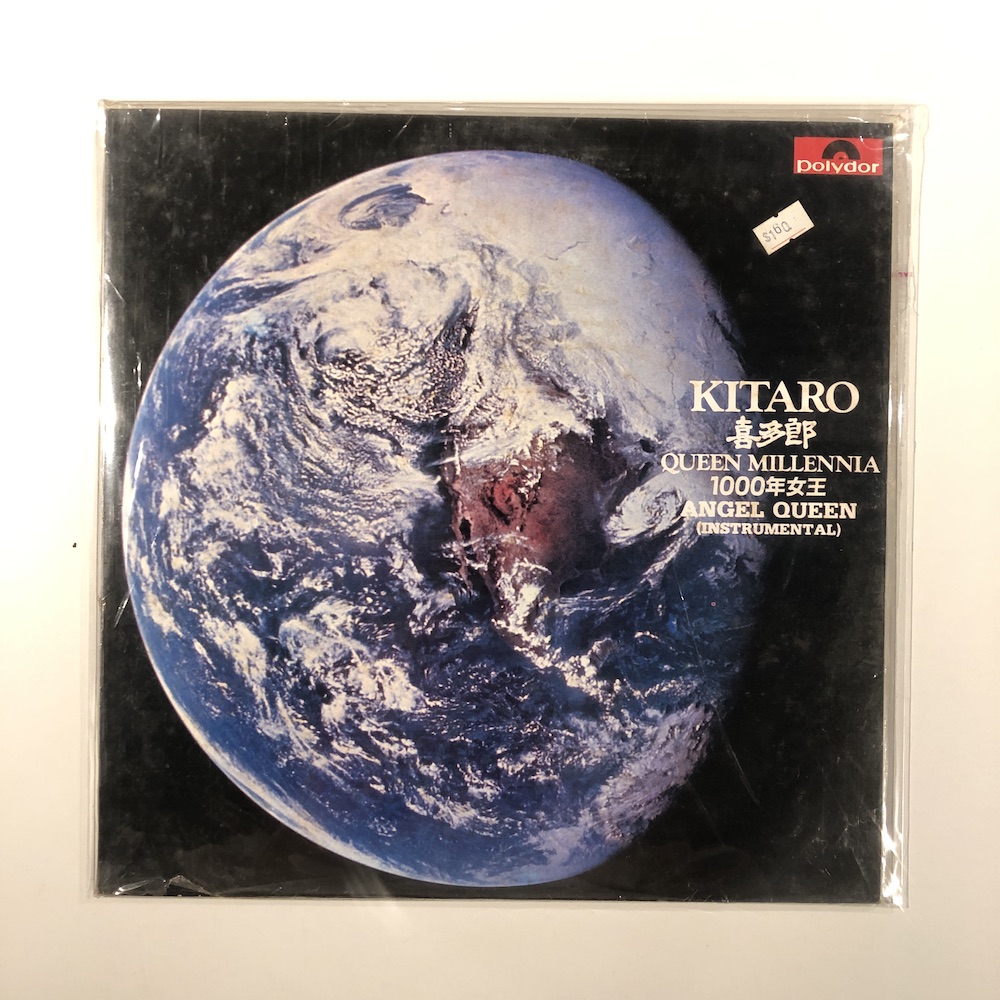 polydor
$160
KITARO
喜多郎
QUEEN MILLENNIA
1000年女王
ANGEL QUEEN
(INSTRUMENTAL)